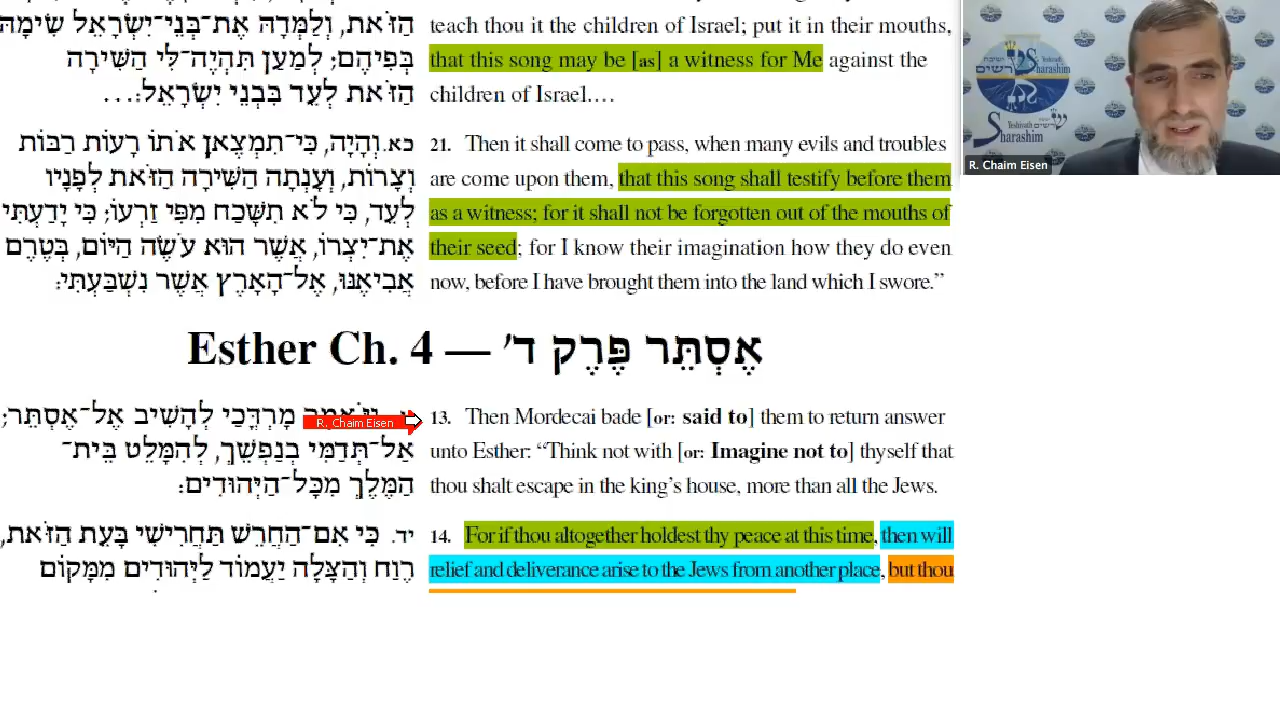 הַזֹּאת, וְלַמְּדָהּ אֶת־בְּנֵי־יִשְׂרָאֵל שִׂימָהּ
בְּפִיהֶם; לְמַעַן תִּהְיֶה־לִּי הַשִּׁירָה
הַזֹּאת לְעֵד בִּבְנֵי יִשְׂרָאֵל:...
teach thou it the children of Israel; put it in their mouths,
that this song may be [as] a witness for Me against the
children of Israel....
כא. וְהָיָה, כִּי־תִמְצֶאןָ אֹתוֹ רָעוֹת רַבּוֹת
וְצָרוֹת, וְעָנְתָה הַשִּׁירָה הַזֹּאת לְפָנָיו
לְעֵד, כִּי לֹא תִשָּׁכַח מִפִּי זַרְעוֹ; כִּי יָדַעְתִּי
אֶת־יִצְרוֹ, אֲשֶׁר הוּא עֹשֶׂה הַיּוֹם, בְּטֶרֶם
אֲבִיאֶנּוּ, אֶל־הָאָרֶץ אֲשֶׁר נִשְׁבַּעְתִּי:
21. Then it shall come to pass, when many evils and troubles
are come upon them, that this song shall testify before them
as a witness; for it shall not be forgotten out of the mouths of
their seed; for I know their imagination how they do even
now, before I have brought them into the land which I swore.”
Esther Ch. 4 — אֶסְתֵּר פֶּרֶק ד׳
מָרְדֳּכַי לְהָשִׁיב אֶל־אֶסְתֵּר;
אַל־תְּדַמִּי בְנַפְשֵׁךְ, לְהִמָּלֵט בֵּית־
הַמֶּלֶךְ מִכָּל־הַיְּהוּדִים:
R. Chaim Eisen
13. Then Mordecai bade [or: said to] them to return answer
unto Esther: “Think not with [or: Imagine not to] thyself that
thou shalt escape in the king’s house, more than all the Jews.
יד. כִּי אִם־הַחֲרֵשׁ תַּחֲרִישִׁי בָּעֵת הַזֹּאת,
רֶוַח וְהַצָּלָה יַעֲמוֹד לַיְּהוּדִים מִמָּקוֹם
14. For if thou altogether holdest thy peace at this time, then will
relief and deliverance arise to the Jews from another place, but thou
Yeshivath Sharashim
Yeshivath
Sharashim
R. Chaim Eisen